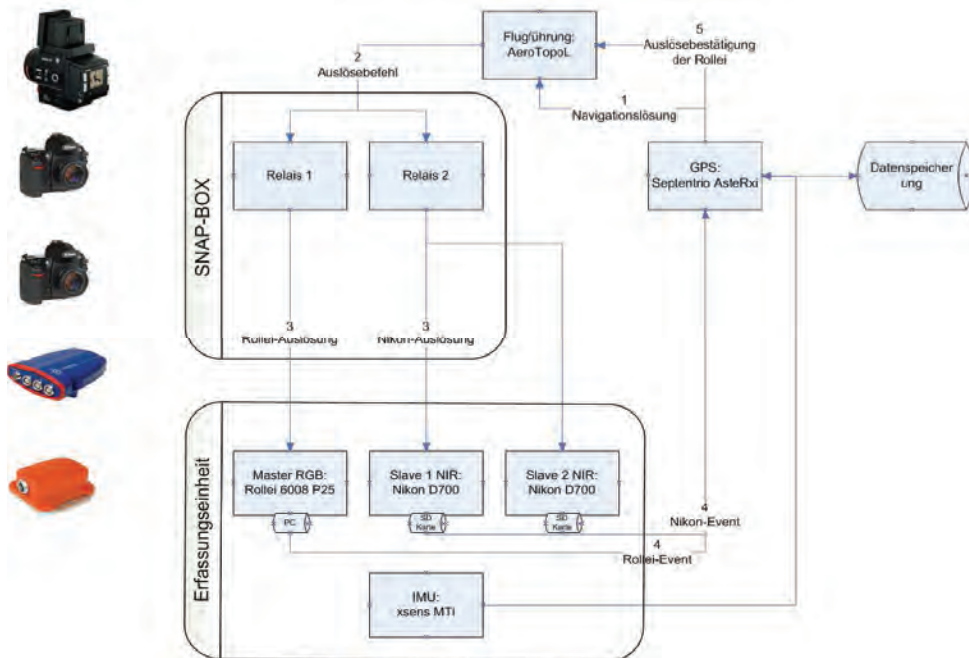 Flugführung:
AeroTopoL
5
Auslösebestätigung
der Rollei
2
Auslösebefehl
1
Navigationslösung
SNAP-BOX
Relais 1
Relais 2
GPS:
Septentrio AsteRxi
Datenspeicher
ung
3
Rollei-Auslösung
3
Nikon-Auslösung
Erfassungseinheit
Master RGB:
Rollei 6008 P25
Slave 1 NIR:
Nikon D700
Slave 2 NIR:
Nikon D700
PC
SD
Karte
SD
Karte
4
Nikon-Event
4
Rollei-Event
IMU:
xsens MTi